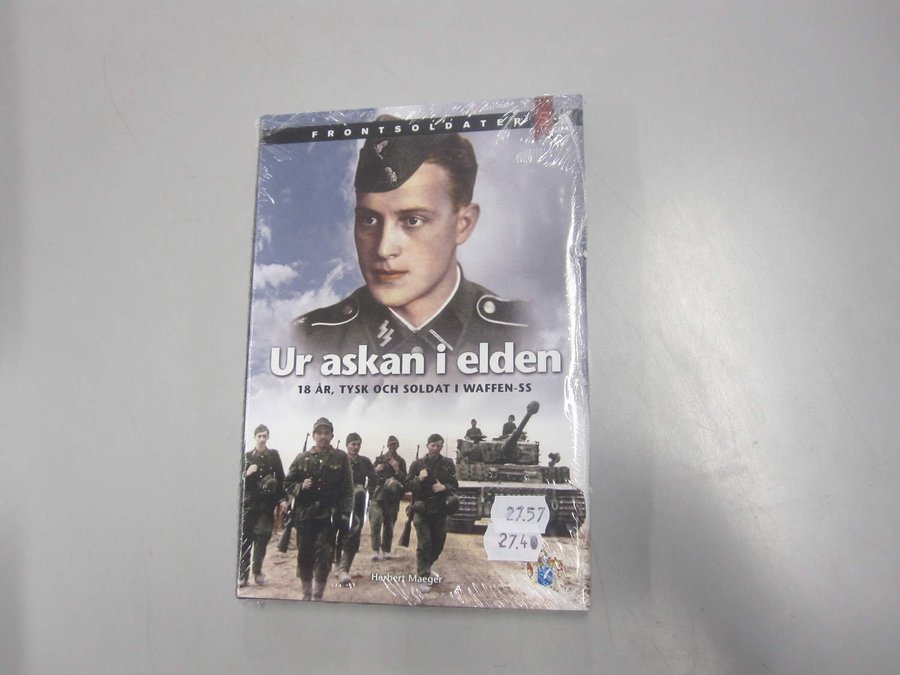 FRONTSOLDATER
Ur askan i elden
18 ÅR, TYSK OCH SOLDAT I WAFFEN-SS
27.57
27.40
Herbert Maeger